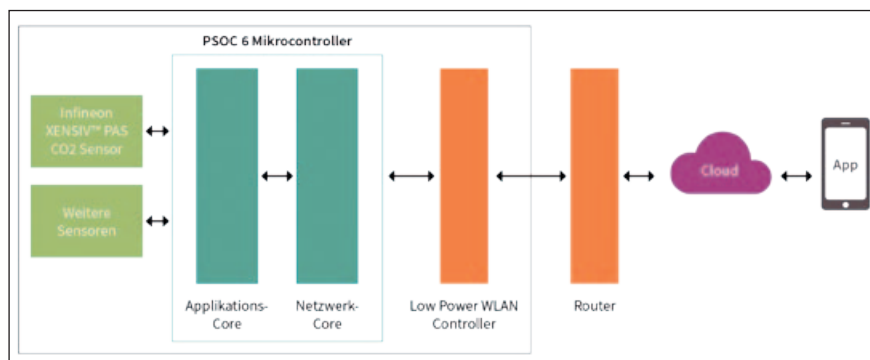 PSOC 6 Mikrocontroller
Infineon
XENSIV™ PAS
CO2 Sensor
Weitere
Sensoren
Cloud
App
Applikations-
Core
Netzwerk-
Core
Low Power WLAN
Controller
Router